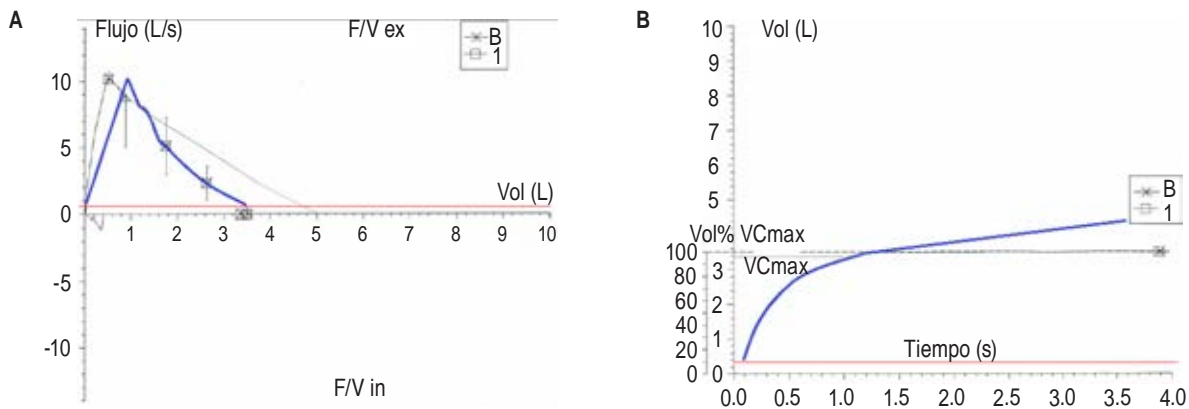 A
Flujo (L/s)
F/V ex
B
1
10
5
Vol (L)
0
1 2 3 4 5 6 7 8 9 10
-5
-10
F/V in
B
Vol (L)
10
9
8
7
6
5
B
1
Vol% VCmax
100
VCmax
80 3
60
2
40
1
20
Tiempo (s)
0 0
0.0 0.5 1.0 1.5 2.0 2.5 3.0 3.5 4.0